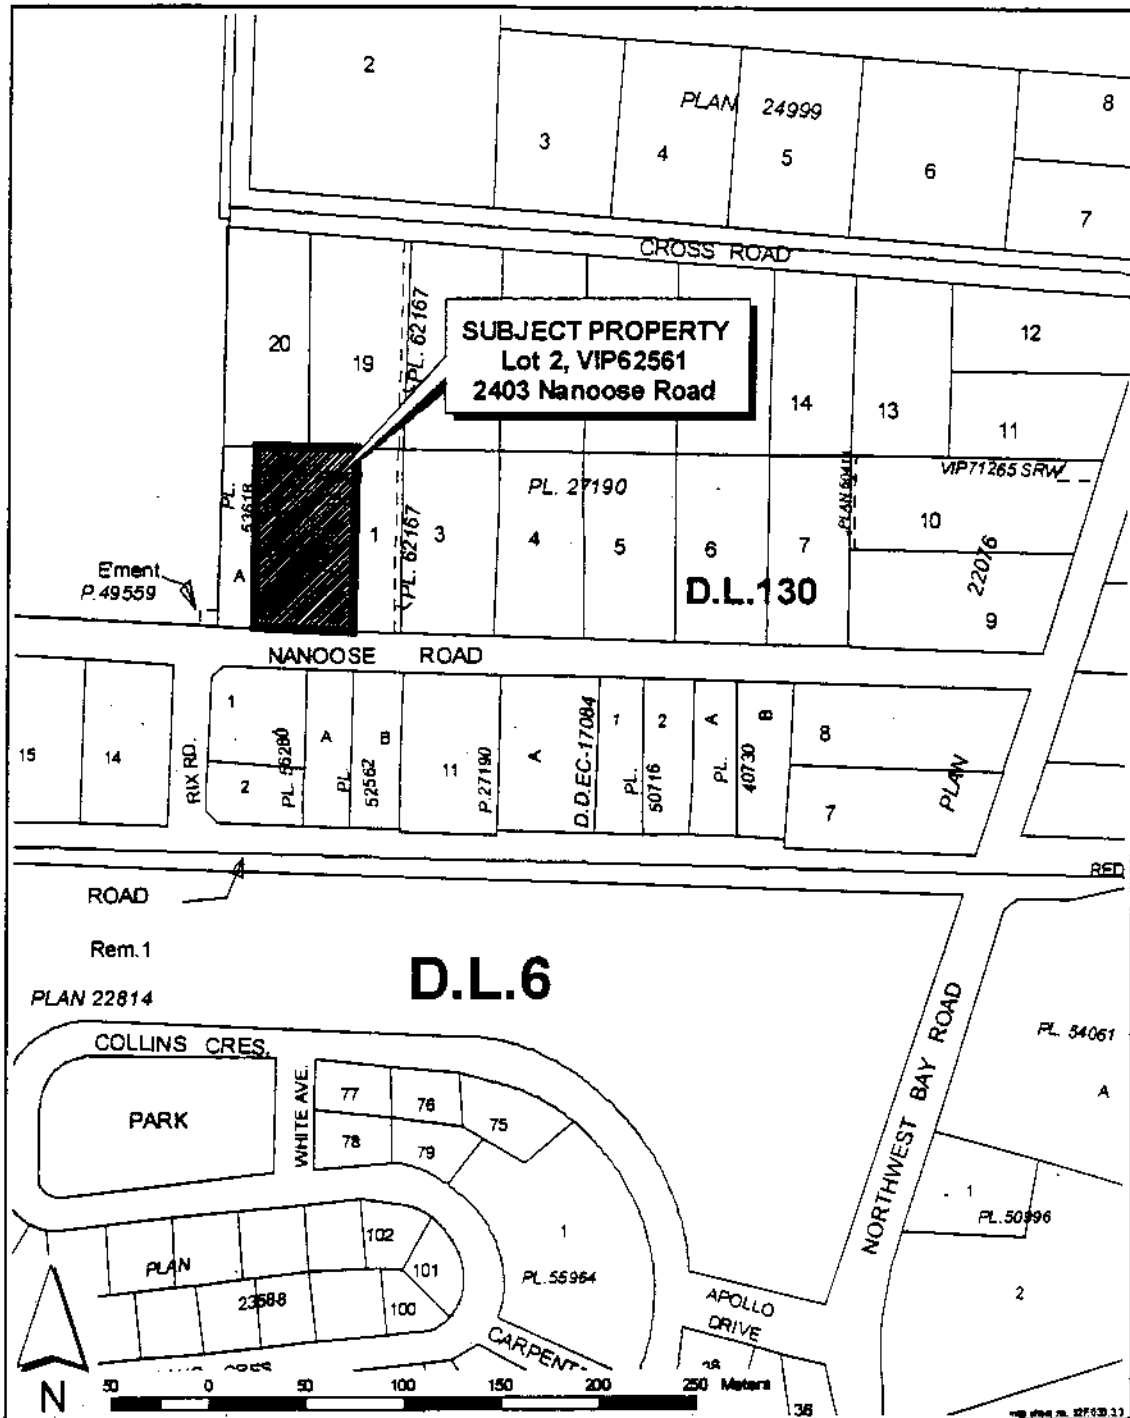 2
PLAN 24999
8
3
4
5
6
7
CROSS ROAD
20
19
PL. 62167
SUBJECT PROPERTY
Lot 2, VIP62561
2403 Nanoose Road
14
13
12
11
VIP71265 SRW
PL. 53618
A
1
PL. 62167
3
PL. 27190
4
5
6
7
10
22076
9
D.L.130
E'ment
P.49559
NANOOSE ROAD
15
14
RIX RD.
1
2
PL. 56280
A
PL.
B
52562
11
P.27190
A
D.D.EC-17084
1
PL.
2
50716
A
PL.
B
40730
8
7
PLAN
RED
ROAD
Rem.1
PLAN 22814
D.L.6
COLLINS CRES.
PARK
WHITE AVE.
77
76
75
78
79
102
101
100
PLAN
23588
1
PL.55964
NORTHWEST BAY ROAD
PL. 54061
A
1
PL.50996
2
APOLLO
DRIVE
CARPENT
CRES
38
36
N
50 0 50 100 150 200 250 Meters